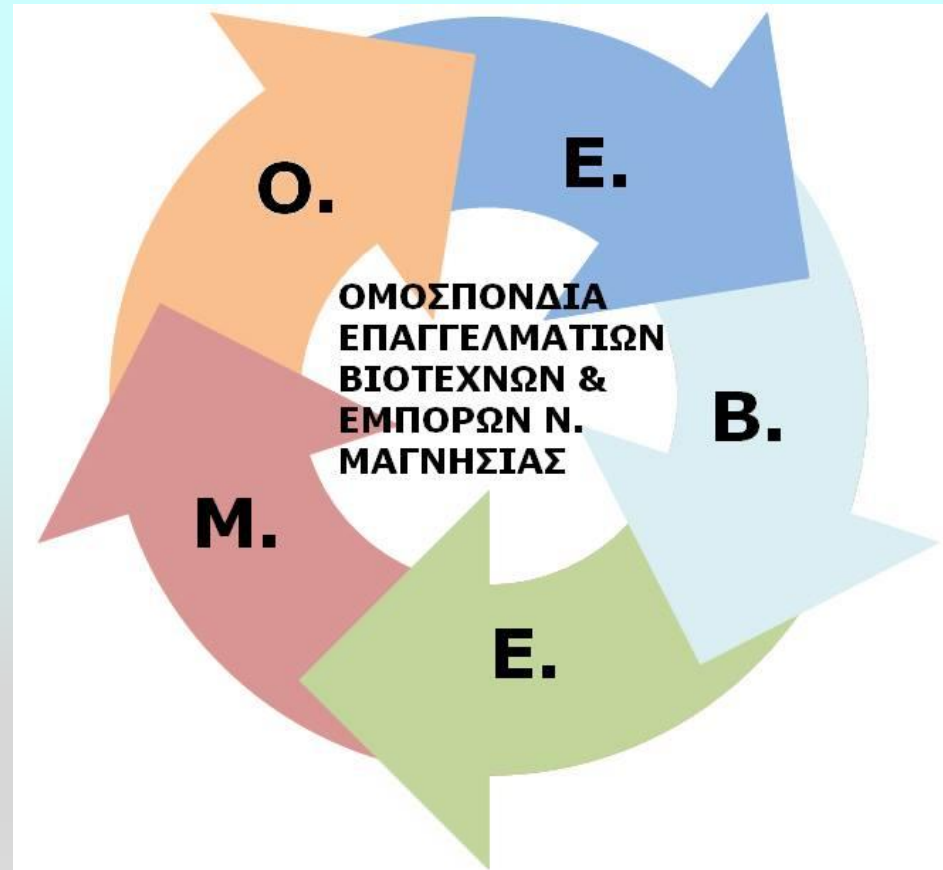 Ο.
Ε.
Β.
Ε.
Μ.
ΟΜΟΣΠΟΝΔΙΑ
ΕΠΑΓΓΕΛΜΑΤΙΩΝ
ΒΙΟΤΕΧΝΩΝ &
ΕΜΠΟΡΩΝ Ν.
ΜΑΓΝΗΣΙΑΣ